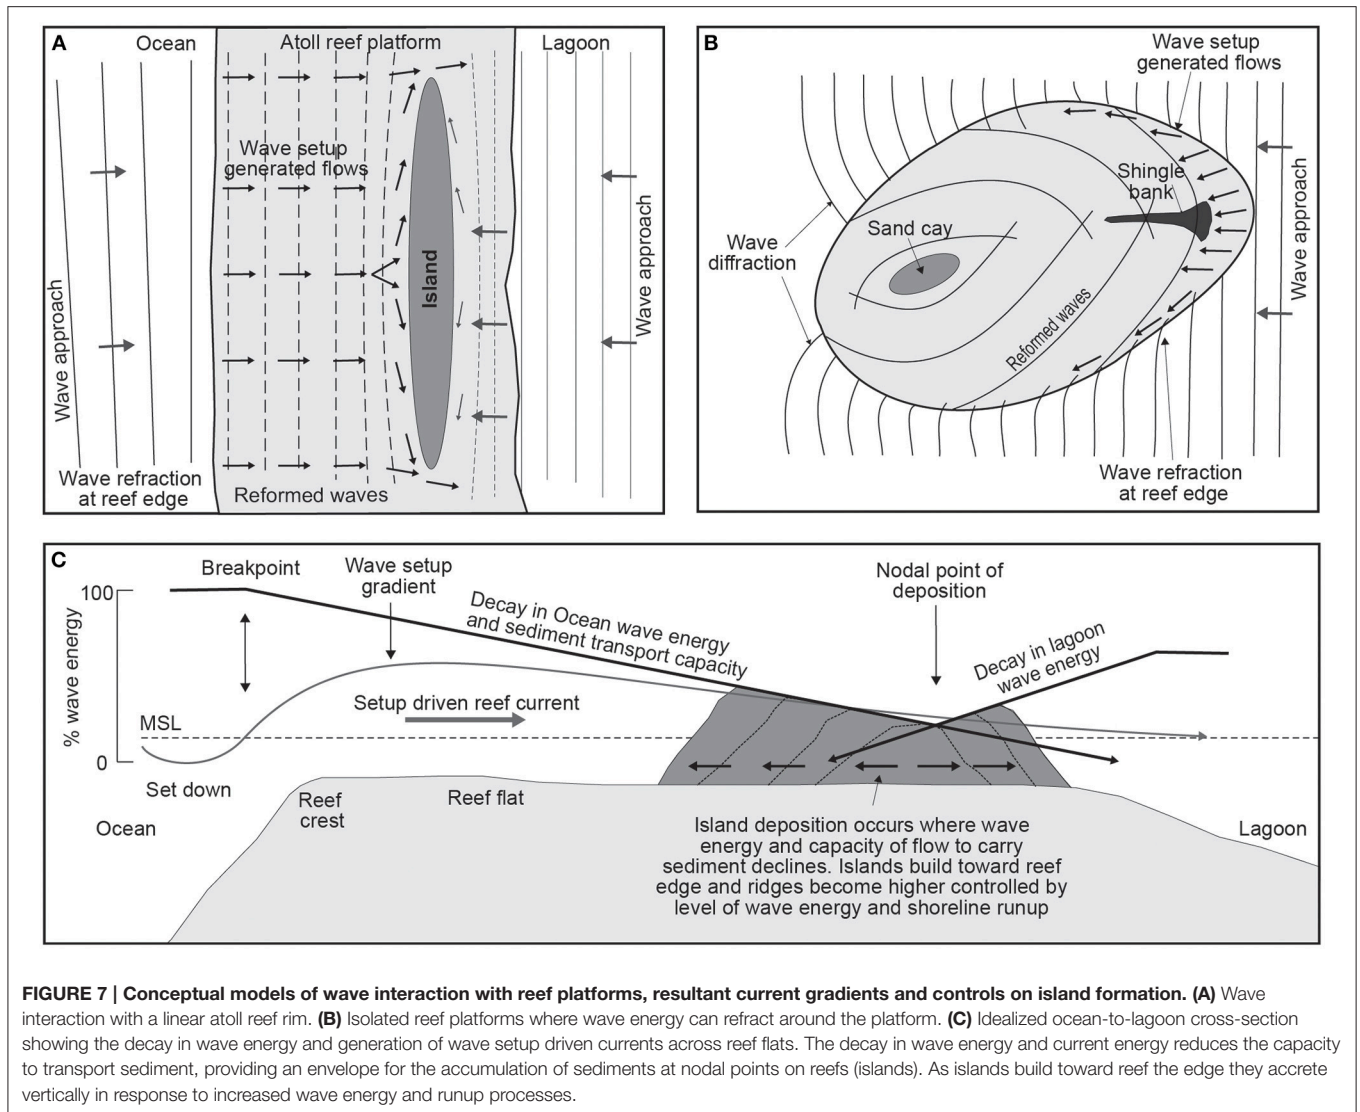 A
Ocean
Atoll reef platform
Lagoon
Wave setup
generated flows
Wave approach
Island
Wave approach
Wave refraction
at reef edge
Reformed waves
B
Wave setup
generated flows
Shingle
bank
Sand cay
Wave
diffraction
Wave approach
Reformed waves
Wave refraction
at reef edge
C
Breakpoint
Wave setup
gradient
Nodal point of
deposition
100
% wave energy
Decay in Ocean wave energy
and sediment transport capacity
Decay in lagoon
wave energy
Setup driven reef current
MSL
0
Set down
Reef
crest
Reef flat
Ocean
Lagoon
Island deposition occurs where wave
energy and capacity of flow to carry
sediment declines. Islands build toward reef
edge and ridges become higher controlled by
level of wave energy and shoreline runup
FIGURE 7 | Conceptual models of wave interaction with reef platforms, resultant current gradients and controls on island formation. (A) Wave
interaction with a linear atoll reef rim. (B) Isolated reef platforms where wave energy can refract around the platform. (C) Idealized ocean-to-lagoon cross-section
showing the decay in wave energy and generation of wave setup driven currents across reef flats. The decay in wave energy and current energy reduces the capacity
to transport sediment, providing an envelope for the accumulation of sediments at nodal points on reefs (islands). As islands build toward reef the edge they accrete
vertically in response to increased wave energy and runup processes.